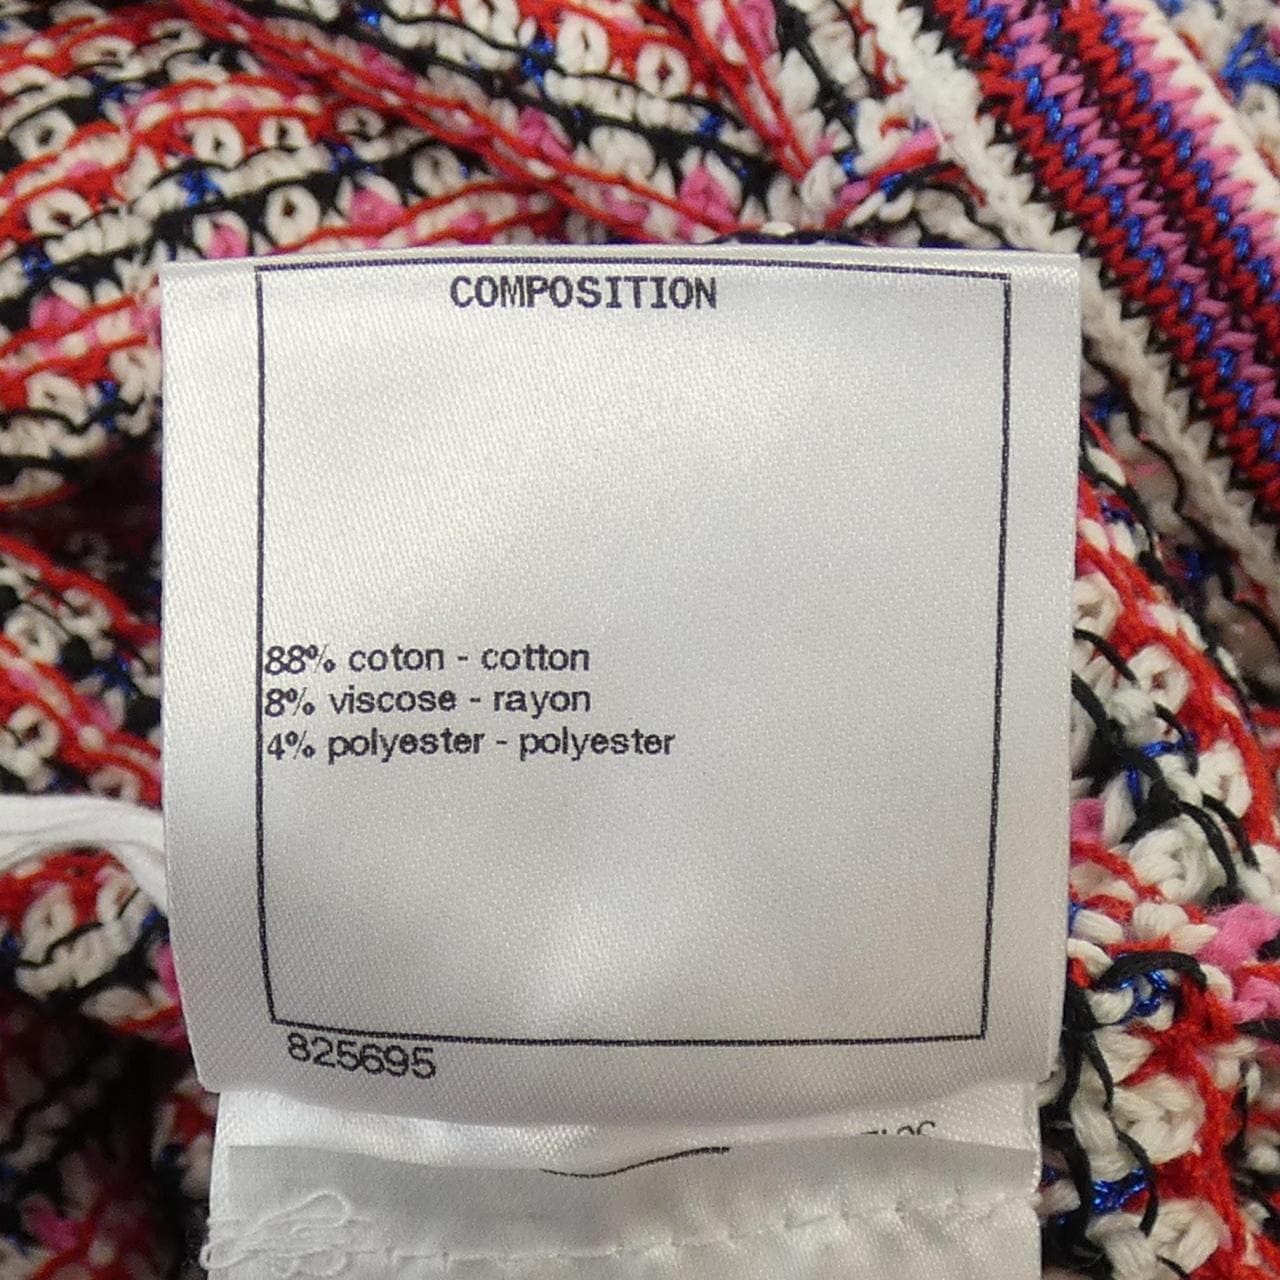 COMPOSITION
88% coton - cotton
8% viscose - rayon
4% polyester - polyester
825695